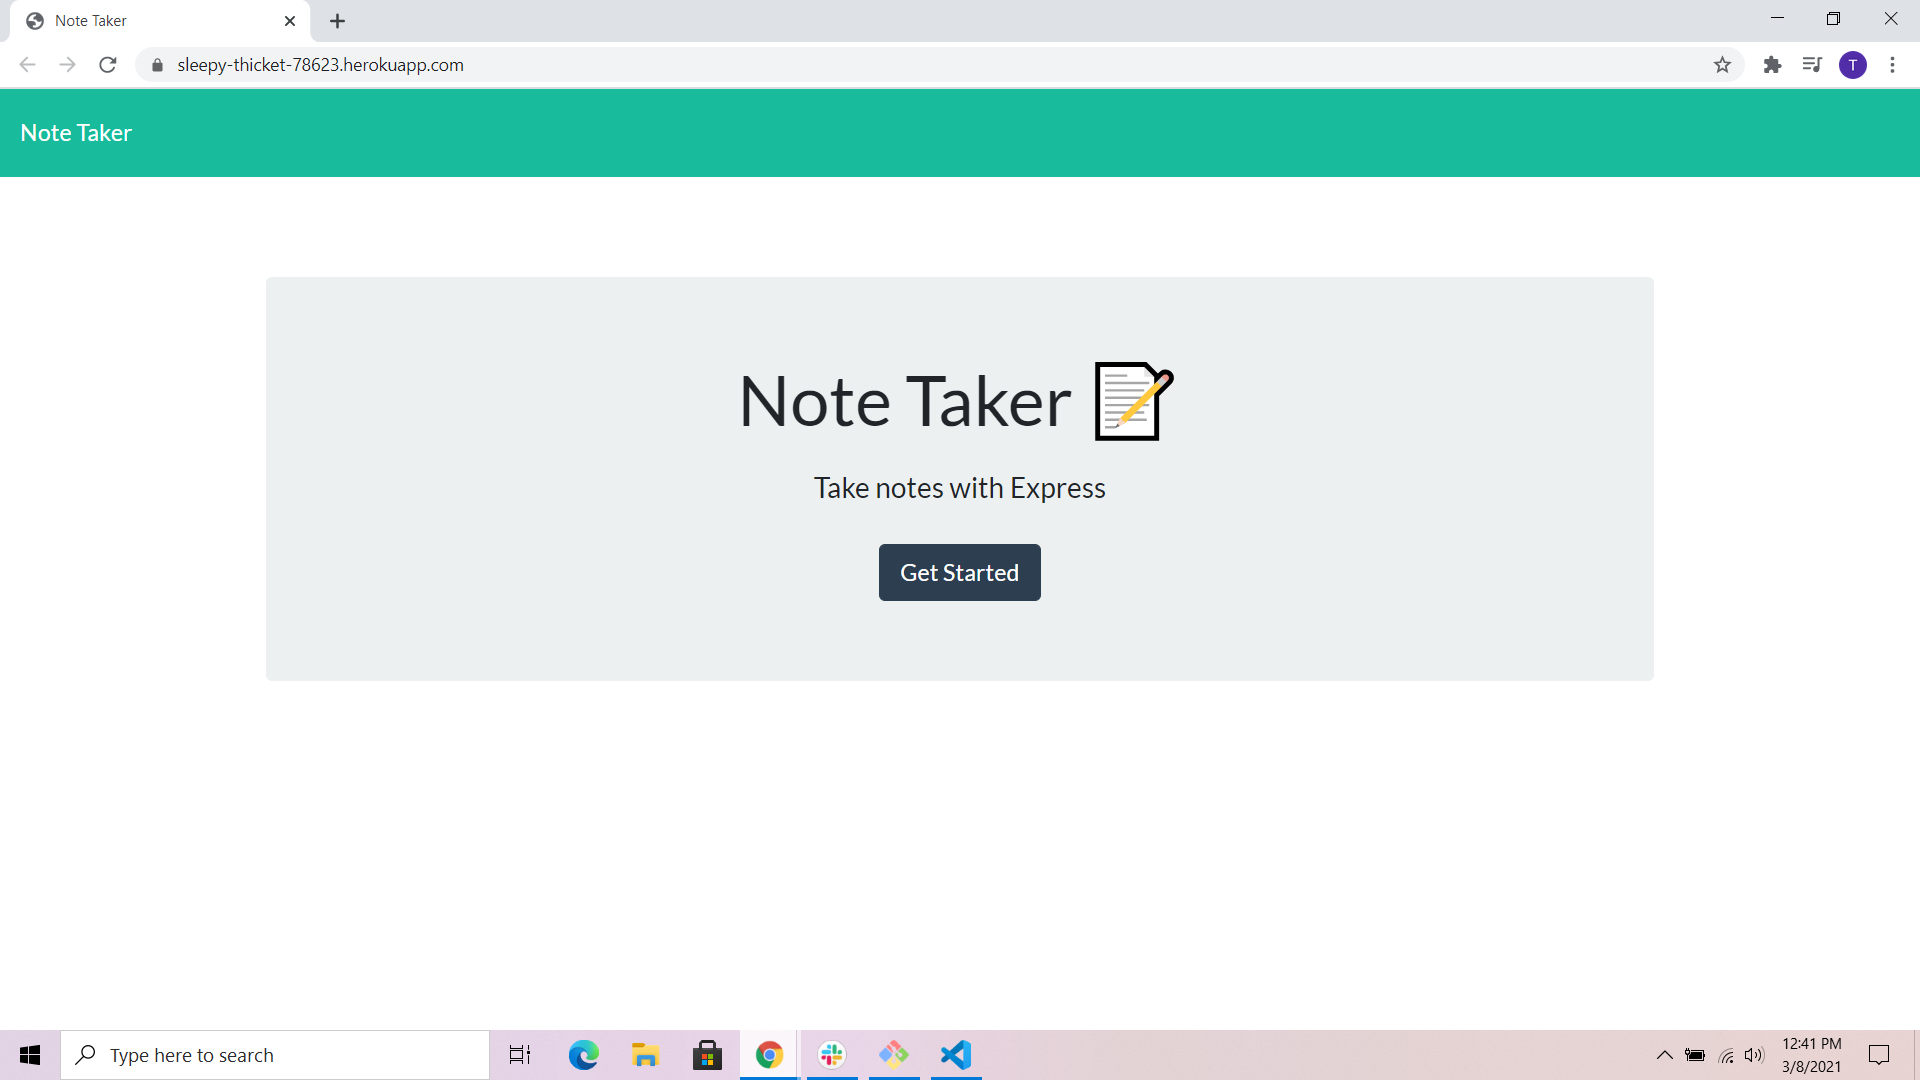 Note Taker
sleepy-thicket-78623.herokuapp.com
T
Note Taker
Note Taker
Take notes with Express
Get Started
Type here to search
12:41 PM
3/8/2021